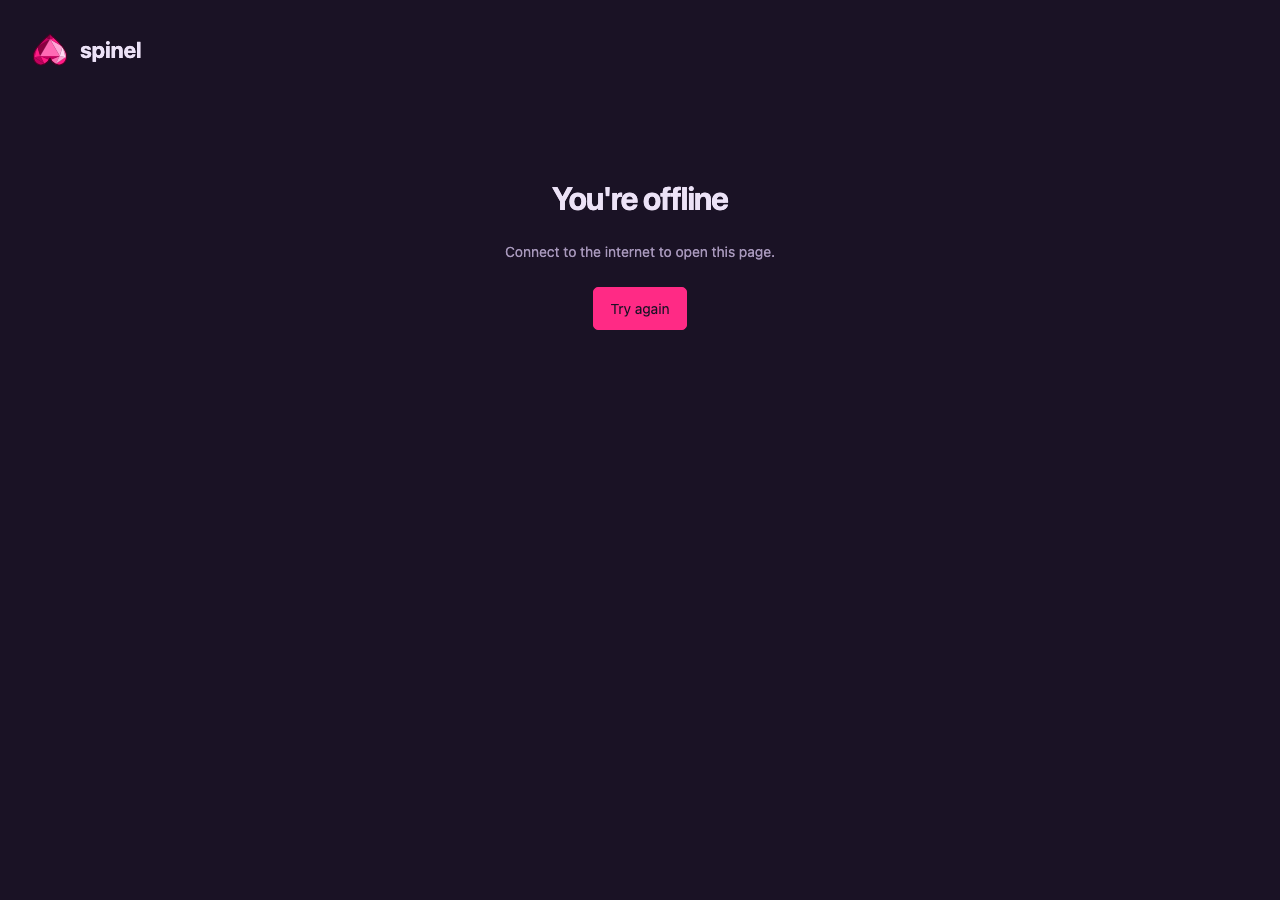 spinel
You're offline
Connect to the internet to open this page.
Try again